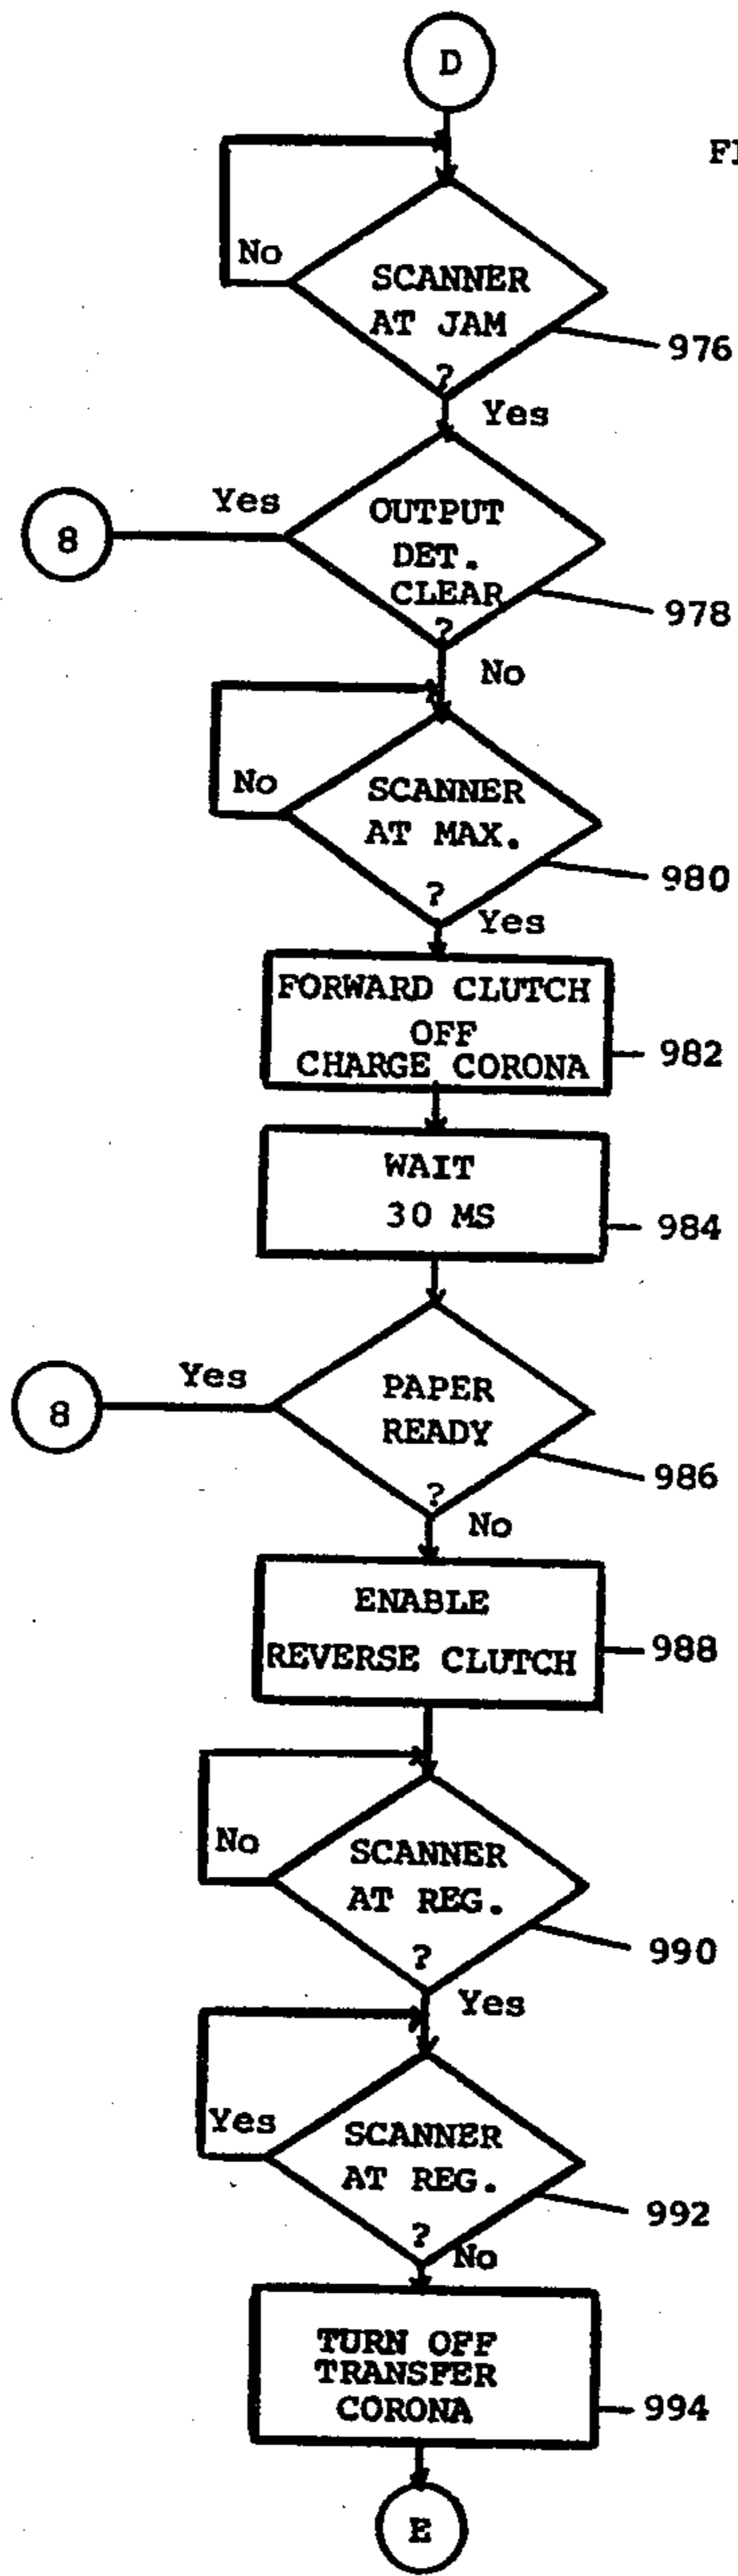 D
No
SCANNER
AT JAM
?
976
Yes
Yes
8
OUTPUT
DET.
CLEAR
?
978
No
No
SCANNER
AT MAX.
?
980
Yes
FORWARD CLUTCH
OFF
CHARGE CORONA
982
WAIT
30 MS
984
Yes
8
PAPER
READY
?
986
No
ENABLE
REVERSE CLUTCH
988
No
SCANNER
AT REG.
?
990
Yes
Yes
SCANNER
AT REG.
?
992
No
TURN OFF
TRANSFER
CORONA
994
E